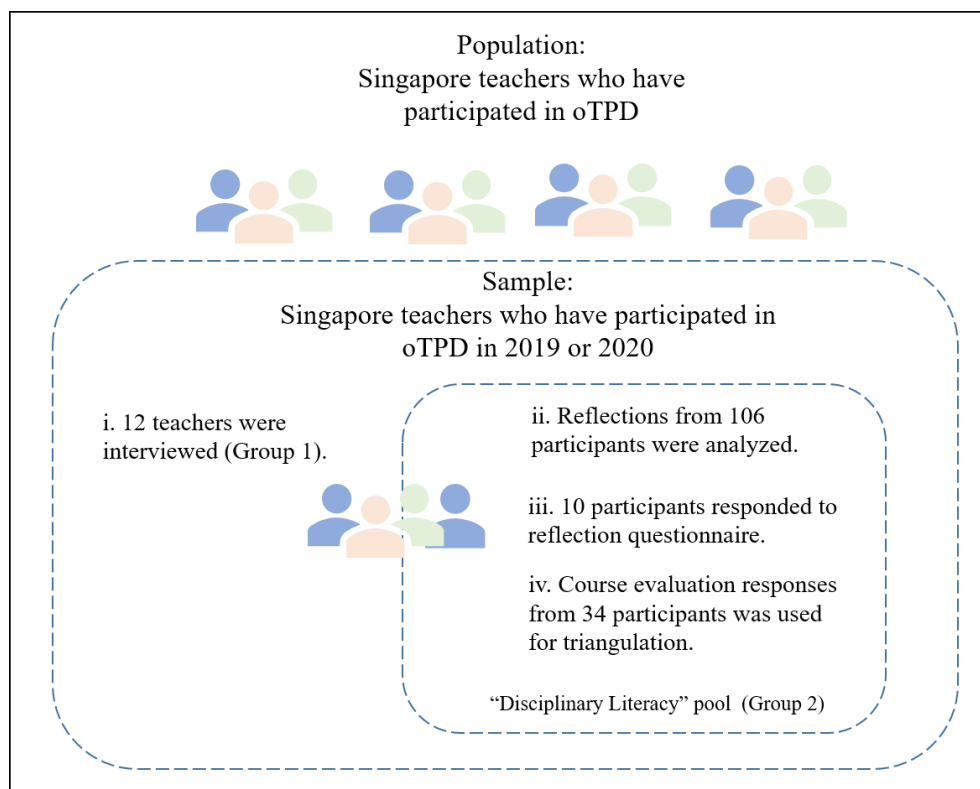 Population:
Singapore teachers who have
participated in oTPD
Sample:
Singapore teachers who have participated in
oTPD in 2019 or 2020
i. 12 teachers were
interviewed (Group 1).
ii. Reflections from 106
participants were analyzed.
iii. 10 participants responded to
reflection questionnaire.
iv. Course evaluation responses
from 34 participants was used
for triangulation.
“Disciplinary Literacy” pool (Group 2)